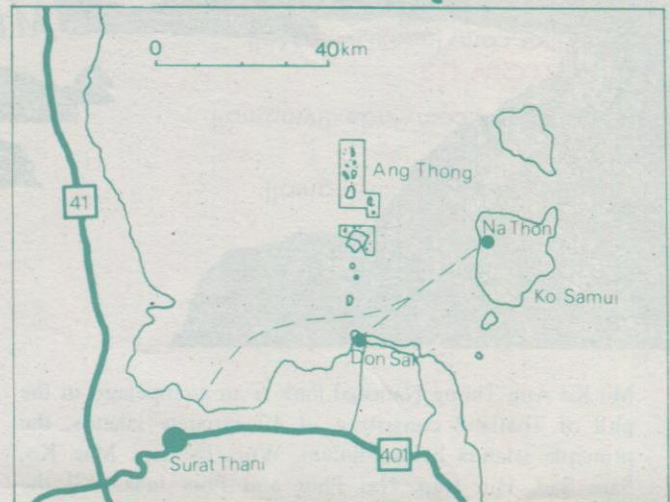 0 40km
Ang Thong
41
Na Thon
Ko Samui
Don Sak
401
Surat Thani